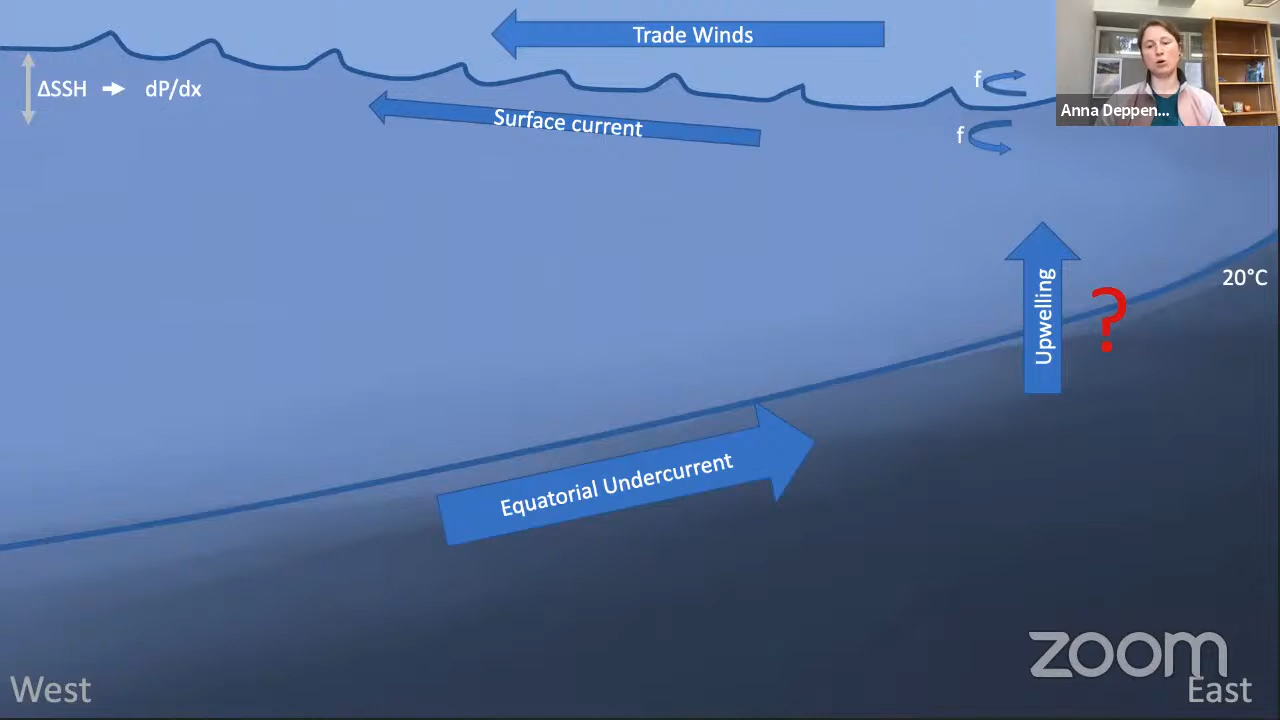 Trade Winds
ΔSSH → dP/dx
f
Surface current
f
Anna Deppen...
20°C
Upwelling
?
Equatorial Undercurrent
zoom
West
East